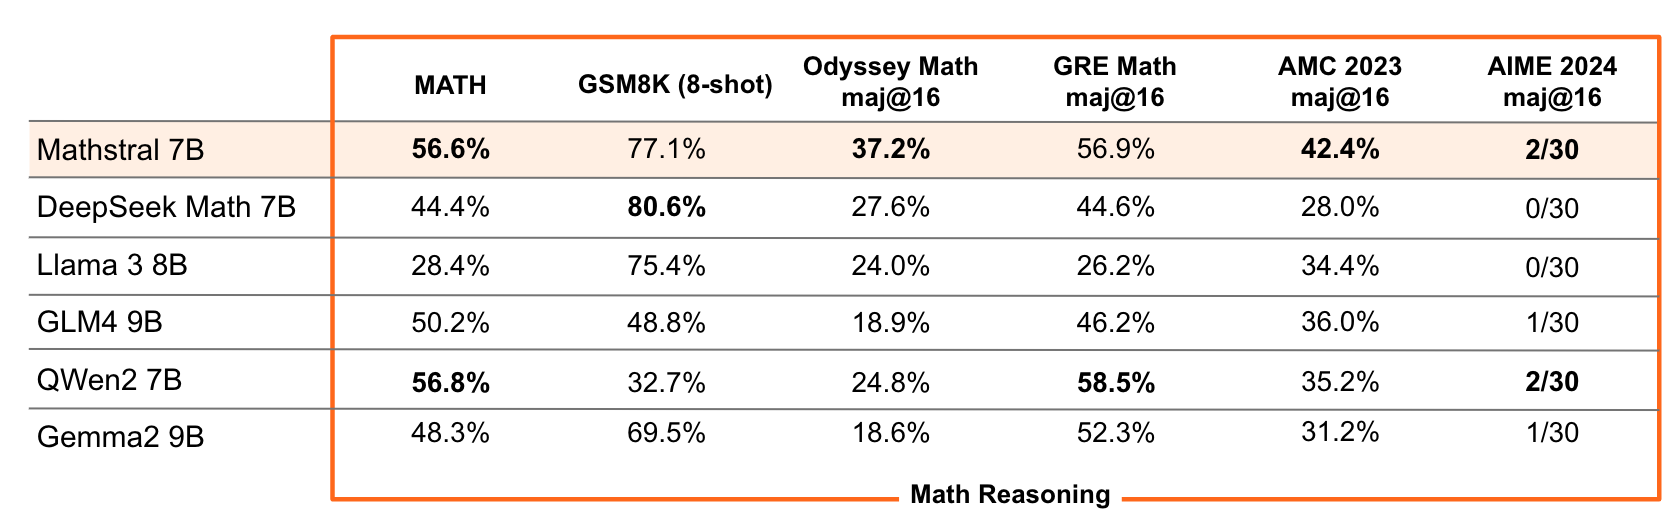 MATH GSM8K (8-shot) Odyssey Math maj@16 GRE Math maj@16 AMC 2023 maj@16 AIME 2024 maj@16
Mathstral 7B 56.6% 77.1% 37.2% 56.9% 42.4% 2/30
DeepSeek Math 7B 44.4% 80.6% 27.6% 44.6% 28.0% 0/30
Llama 3 8B 28.4% 75.4% 24.0% 26.2% 34.4% 0/30
GLM4 9B 50.2% 48.8% 18.9% 46.2% 36.0% 1/30
QWen2 7B 56.8% 32.7% 24.8% 58.5% 35.2% 2/30
Gemma2 9B 48.3% 69.5% 18.6% 52.3% 31.2% 1/30
Math Reasoning